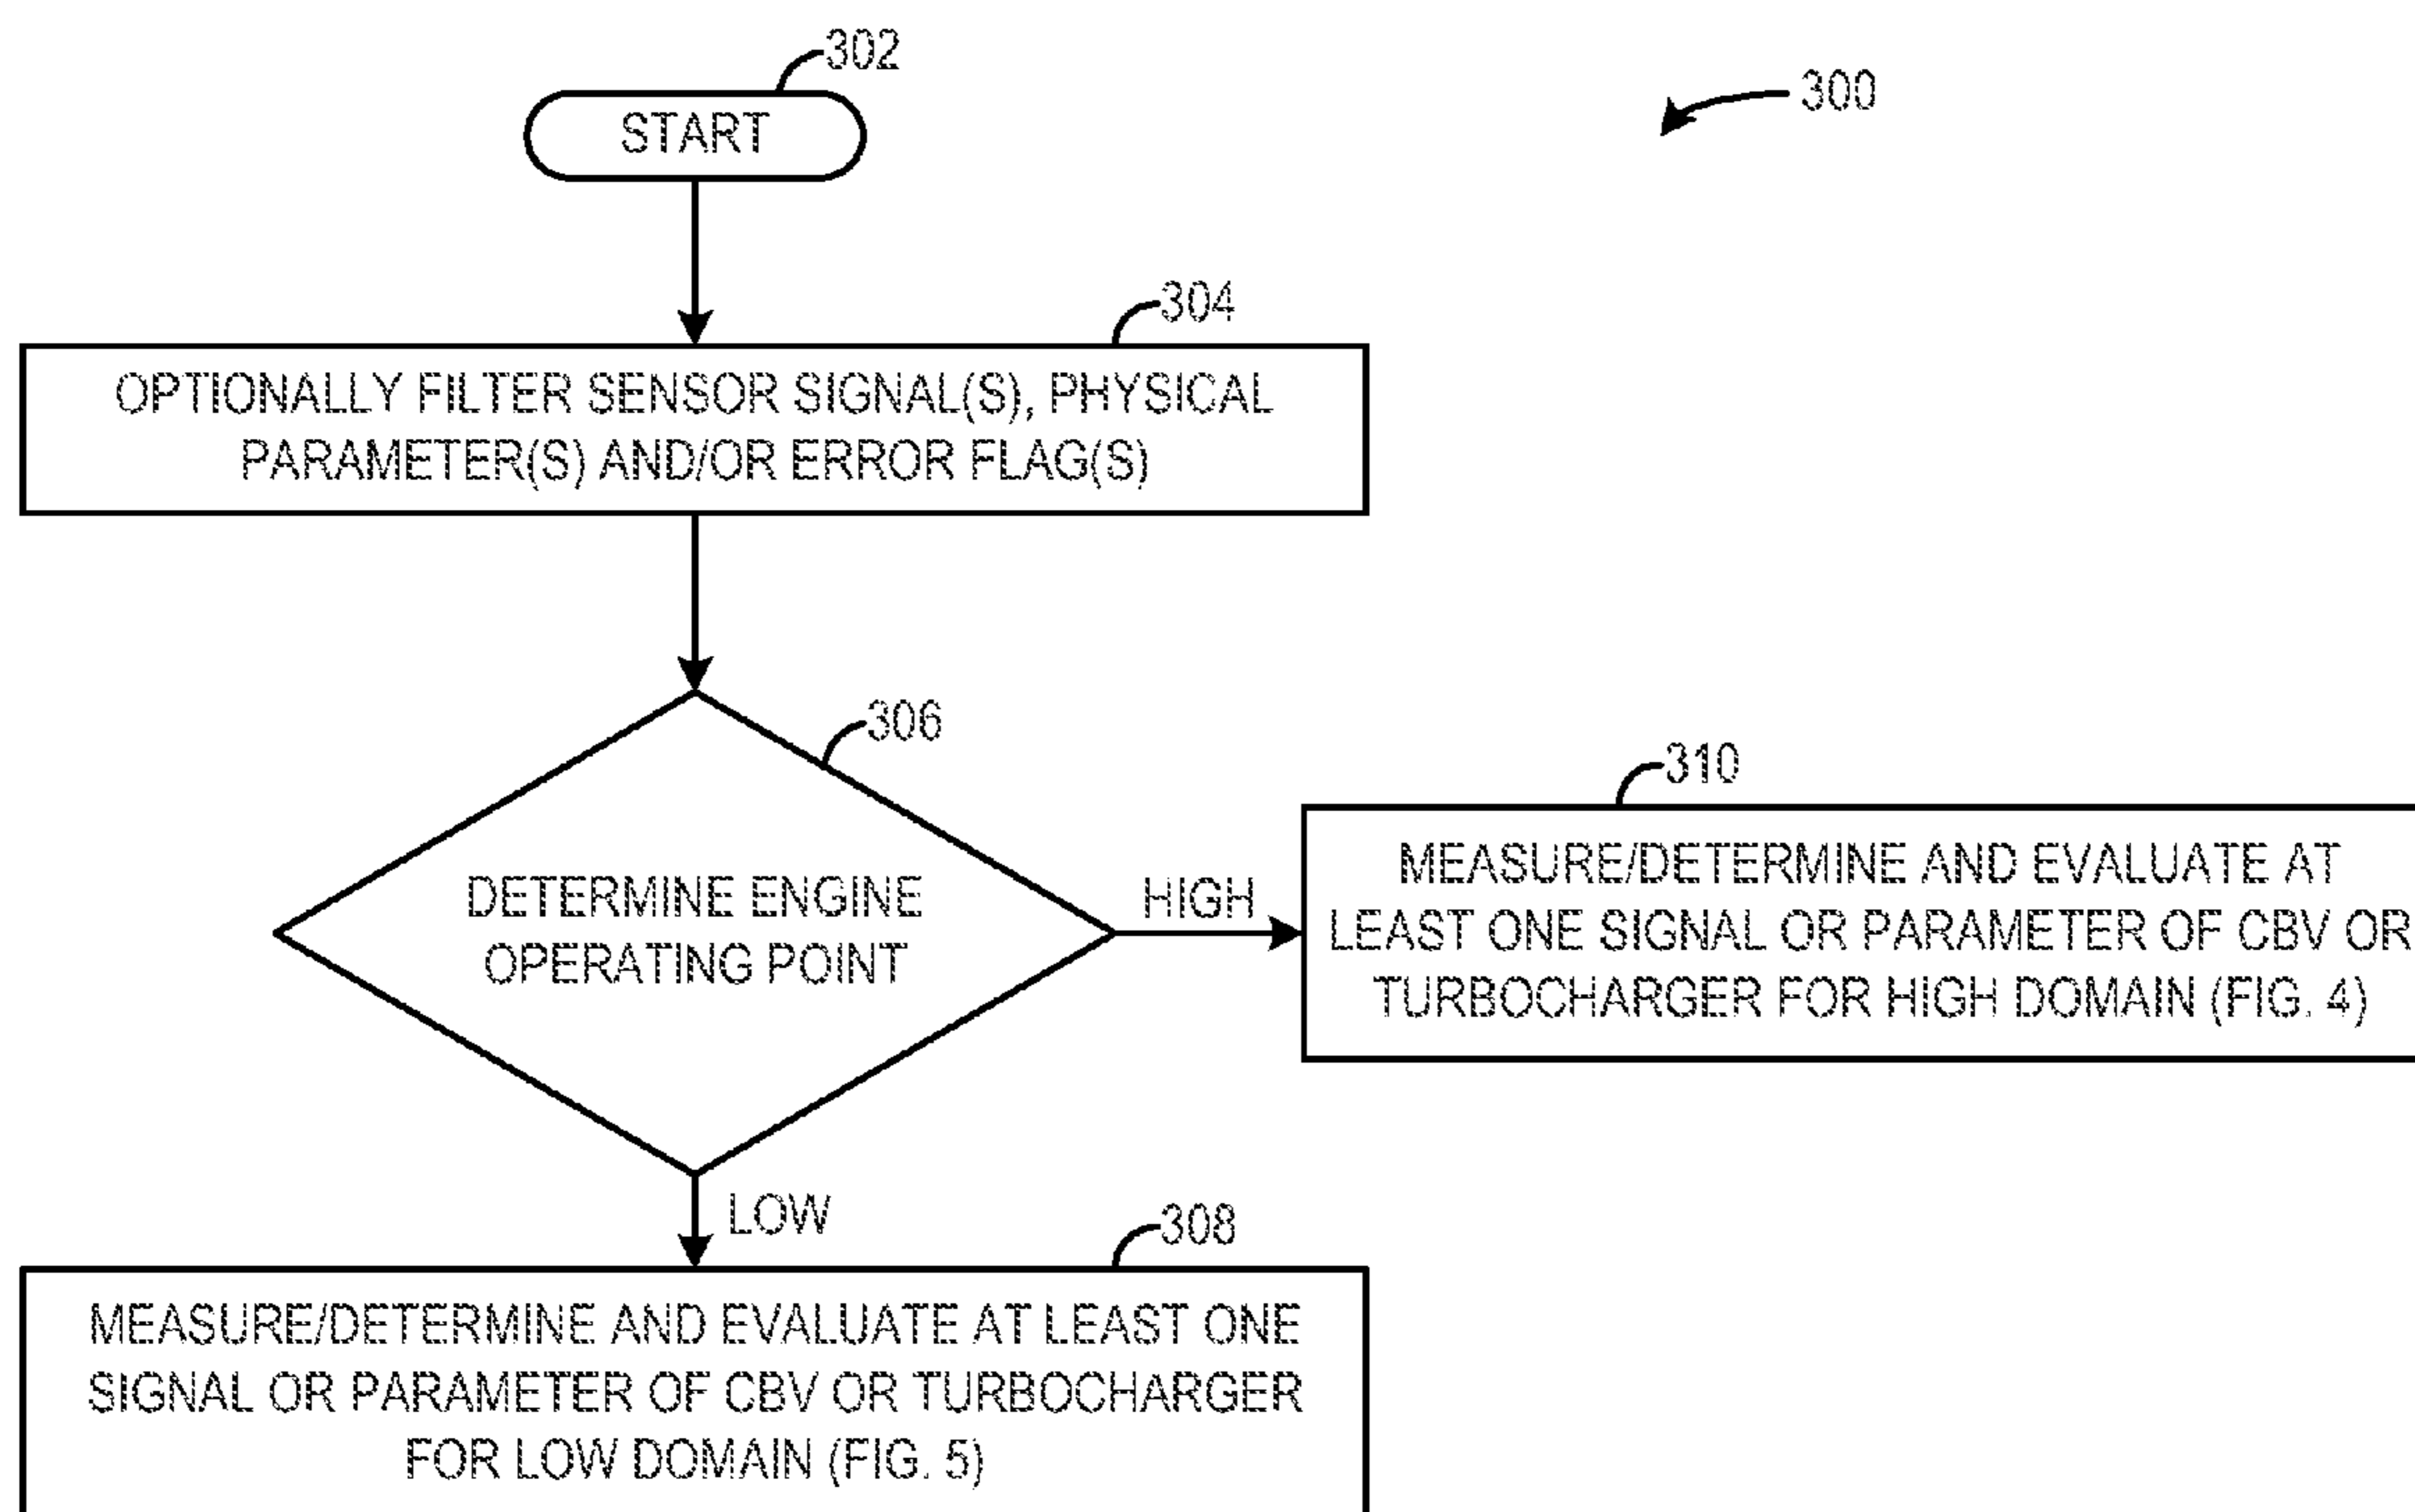 302
START
300
304
OPTIONALLY FILTER SENSOR SIGNAL(S), PHYSICAL
PARAMETER(S) AND/OR ERROR FLAG(S)
306
DETERMINE ENGINE
OPERATING POINT
HIGH
310
MEASURE/DETERMINE AND EVALUATE AT
LEAST ONE SIGNAL OR PARAMETER OF CBV OR
TURBOCHARGER FOR HIGH DOMAIN (FIG. 4)
LOW
308
MEASURE/DETERMINE AND EVALUATE AT LEAST ONE
SIGNAL OR PARAMETER OF CBV OR TURBOCHARGER
FOR LOW DOMAIN (FIG. 5)